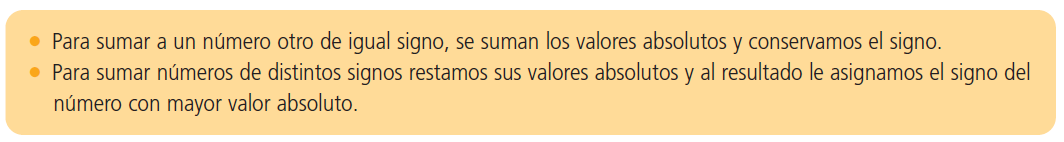 • Para sumar a un número otro de igual signo, se suman los valores absolutos y conservamos el signo.
• Para sumar números de distintos signos restamos sus valores absolutos y al resultado le asignamos el signo del
número con mayor valor absoluto.